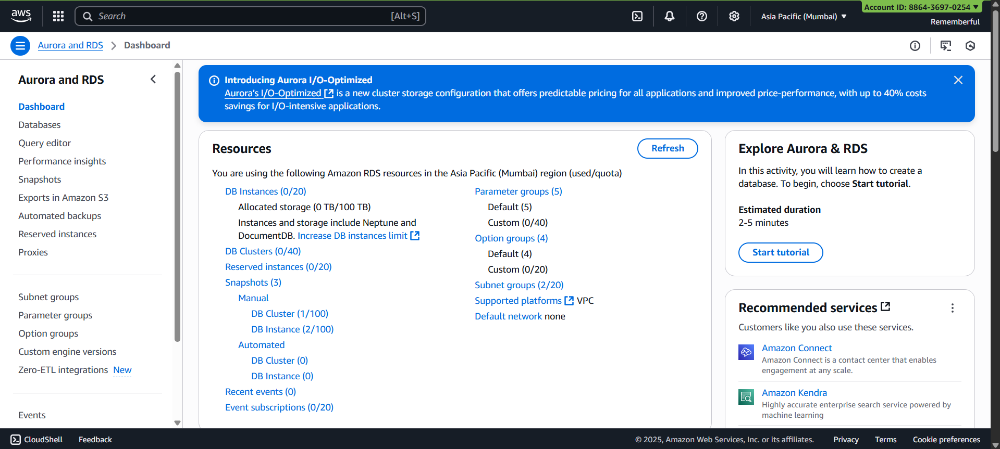 aws
Search
[Alt+S]
Asia Pacific (Mumbai)
Account ID: 8864-3697-0254
Rememberful
Aurora and RDS
Dashboard
Aurora and RDS
Dashboard
Databases
Query editor
Performance insights
Snapshots
Exports in Amazon S3
Automated backups
Reserved instances
Proxies
Subnet groups
Parameter groups
Option groups
Custom engine versions
Zero-ETL integrations New
Events
Introducing Aurora I/O-Optimized
Aurora’s I/O-Optimized is a new cluster storage configuration that offers predictable pricing for all applications and improved price-performance, with up to 40% costs
savings for I/O-intensive applications.
Resources
Refresh
You are using the following Amazon RDS resources in the Asia Pacific (Mumbai) region (used/quota)
DB Instances (0/20)
Allocated storage (0 TB/100 TB)
Instances and storage include Neptune and
DocumentDB. Increase DB instances limit
DB Clusters (0/40)
Reserved instances (0/20)
Snapshots (3)
Manual
DB Cluster (1/100)
DB Instance (2/100)
Automated
DB Cluster (0)
DB Instance (0)
Recent events (0)
Event subscriptions (0/20)
Parameter groups (5)
Default (5)
Custom (0/40)
Option groups (4)
Default (4)
Custom (0/20)
Subnet groups (2/20)
Supported platforms VPC
Default network none
Explore Aurora & RDS
In this activity, you will learn how to create a
database. To begin, choose Start tutorial.
Estimated duration
2-5 minutes
Start tutorial
Recommended services
Customers like you also use these services.
Amazon Connect
Amazon Connect is a contact center that enables
engagement at any scale.
Amazon Kendra
Highly accurate enterprise search service powered by
machine learning
CloudShell
Feedback
© 2025, Amazon Web Services, Inc. or its affiliates.
Privacy
Terms
Cookie preferences